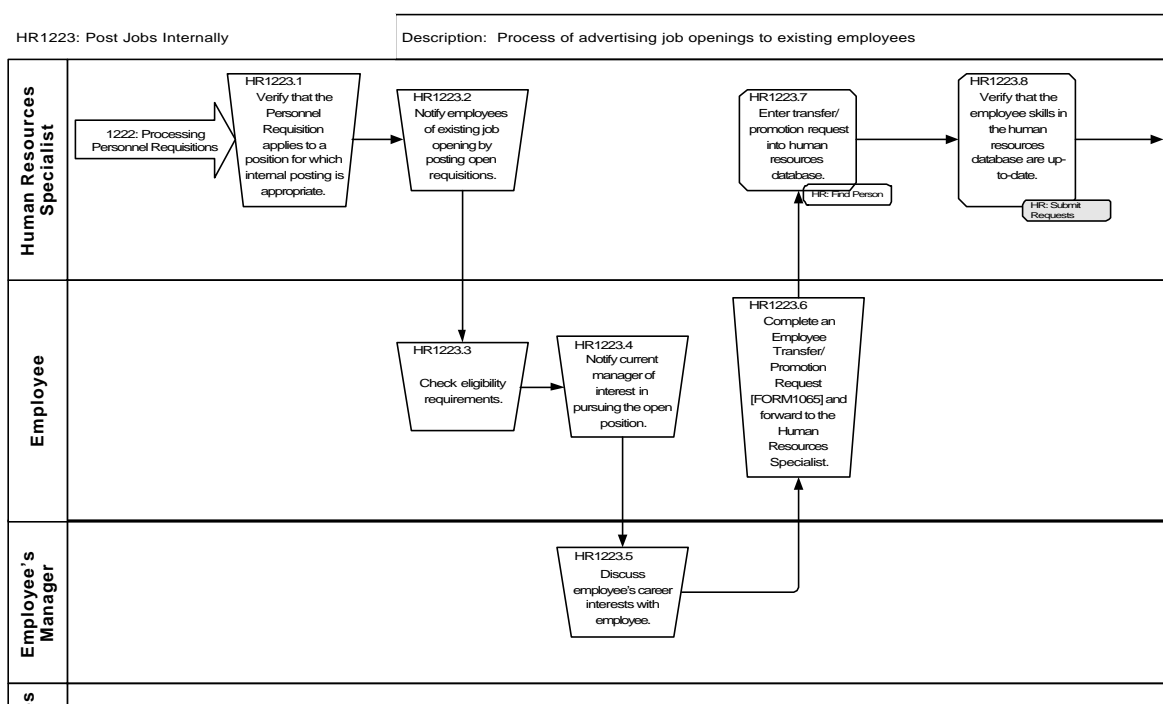 HR1223: Post Jobs Internally
Description: Process of advertising job openings to existing employees
Human Resources
Specialist
1222: Processing
Personnel Requisitions
HR1223.1
Verify that the
Personnel
Requisition
applies to a
position for which
internal posting is
appropriate.
HR1223.2
Notify employees
of existing job
opening by
posting open
requisitions.
HR1223.7
Enter transfer/
promotion request
into human
resources
database.
HR: Find Person
HR1223.8
Verify that the
employee skills in
the human
resources
database are up-
to-date.
HR: Submit
Requests
Employee
HR1223.3
Check eligibility
requirements.
HR1223.4
Notify current
manager of
interest in
pursuing the open
position.
HR1223.6
Complete an
Employee
Transfer/
Promotion
Request
[FORM1065] and
forward to the
Human
Resources
Specialist.
Employee's
Manager
HR1223.5
Discuss
employee's career
interests with
employee.